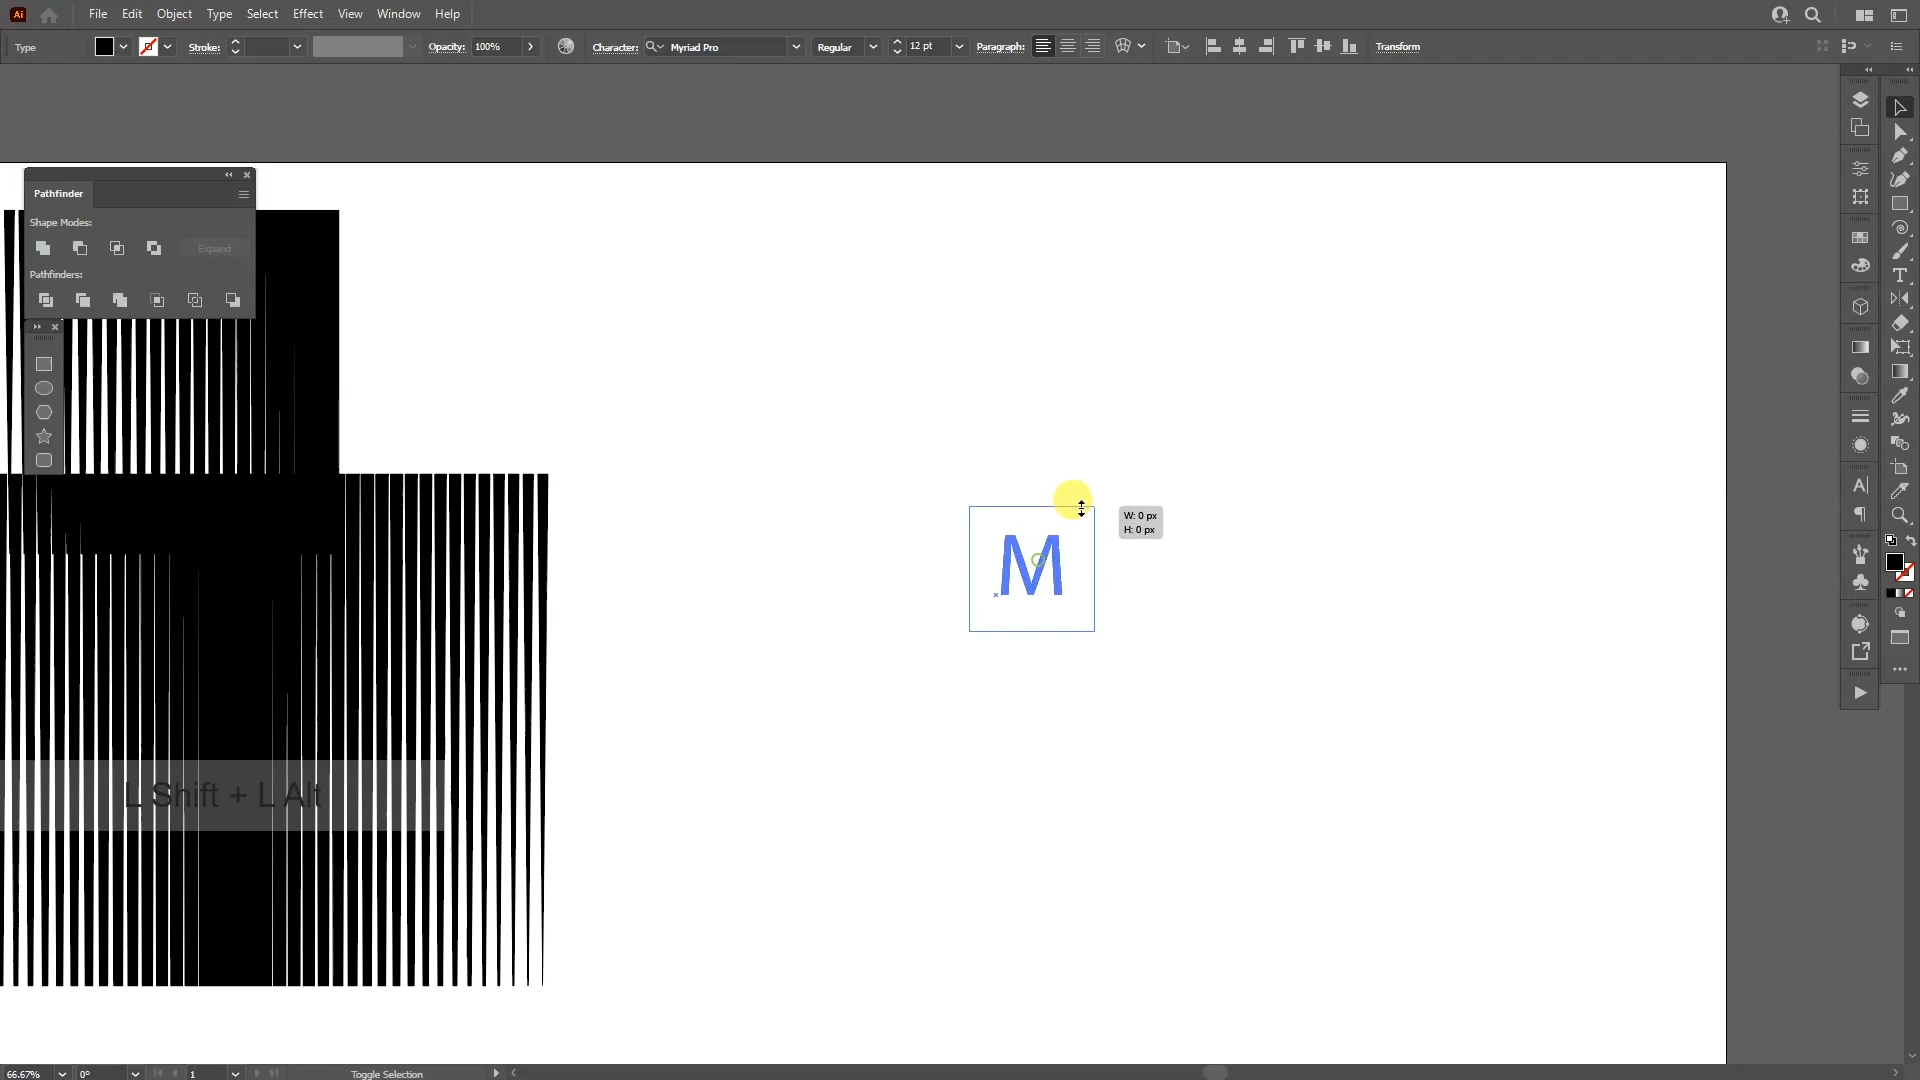 Ai File Edit Object Type Select Effect View Window Help
Type Stroke: Opacity: 100% Character: Myriad Pro Regular 12 pt Paragraph: Transform
Pathfinder
Shape Modes:
Expand
Pathfinders:
W: 0 px
H: 0 px
M
L Shift + L Alt
66.67% 0° 1 Toggle Selection